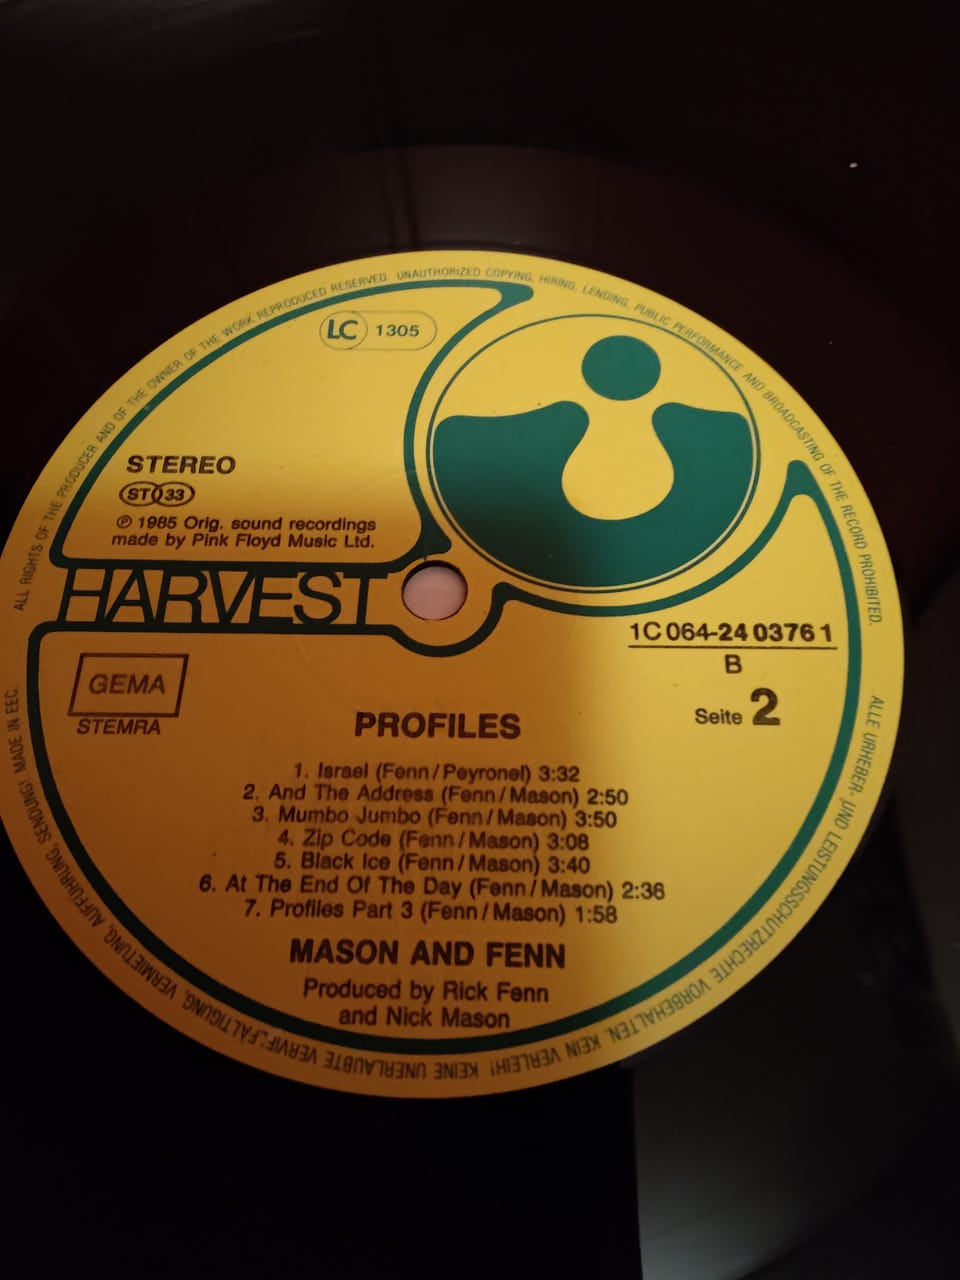 ALL RIGHTS OF THE PRODUCER AND OF THE OWNER OF THE WORK REPRODUCED RESERVED. UNAUTHORIZED COPYING, HIRING, LENDING, PUBLIC PERFORMANCE AND BROADCASTING OF THE RECORD PROHIBITED.
LC 1305
STEREO
ST 33
℗ 1985 Orig. sound recordings
made by Pink Floyd Music Ltd.
HARVEST
1C 064-24 0376 1
B
Seite 2
GEMA
STEMRA
PROFILES
1. Israel (Fenn/Peyronel) 3:32
2. And The Address (Fenn/Mason) 2:50
3. Mumbo Jumbo (Fenn/Mason) 3:50
4. Zip Code (Fenn/Mason) 3:08
5. Black Ice (Fenn/Mason) 3:40
6. At The End Of The Day (Fenn/Mason) 2:36
7. Profiles Part 3 (Fenn/Mason) 1:58
MASON AND FENN
Produced by Rick Fenn
and Nick Mason
ALLE URHEBER- UND LEISTUNGSSCHUTZRECHTE VORBEHALTEN. KEIN VERLEIH! KEINE UNERLAUBTE VERVIELFÄLTIGUNG, VERMIETUNG, AUFFÜHRUNG, SENDUNG! MADE IN EEC.